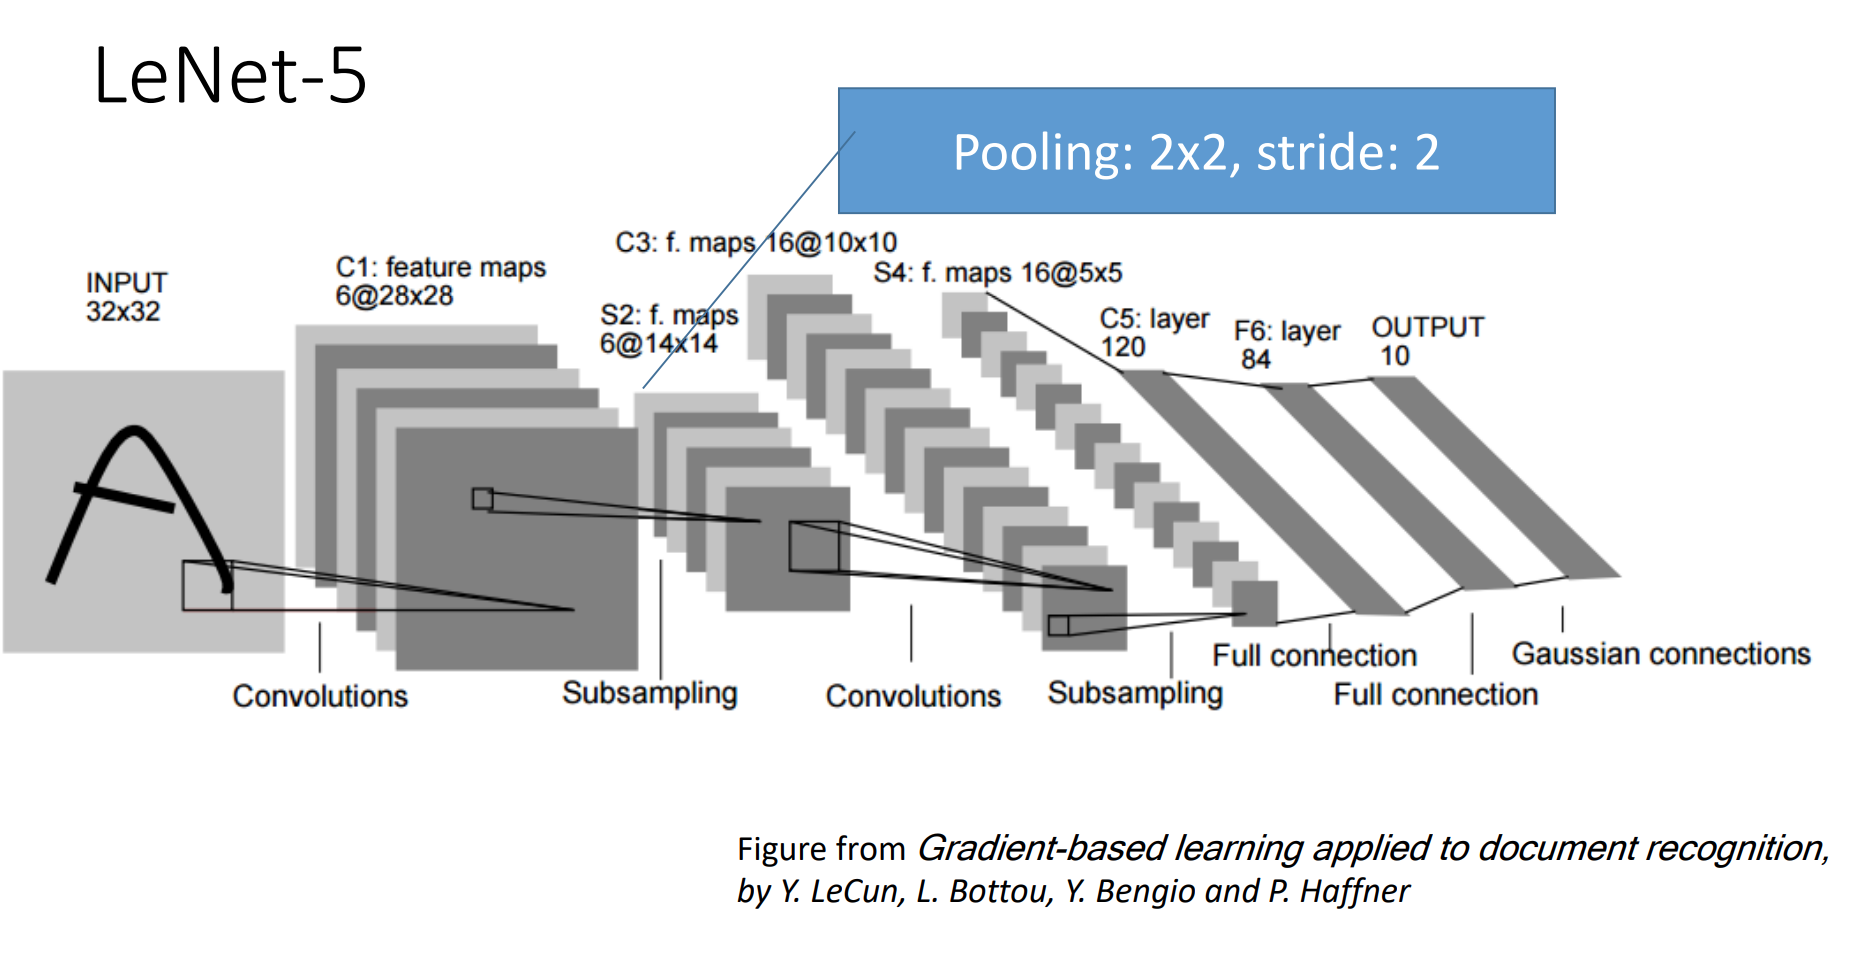 LeNet-5
Pooling: 2x2, stride: 2
INPUT
32x32
C1: feature maps
6@28x28
S2: f. maps
6@14x14
C3: f. maps 16@10x10
S4: f. maps 16@5x5
C5: layer
120
F6: layer
84
OUTPUT
10
Convolutions
Subsampling
Convolutions
Subsampling
Full connection
Full connection
Gaussian connections
Figure from Gradient-based learning applied to document recognition,
by Y. LeCun, L. Bottou, Y. Bengio and P. Haffner